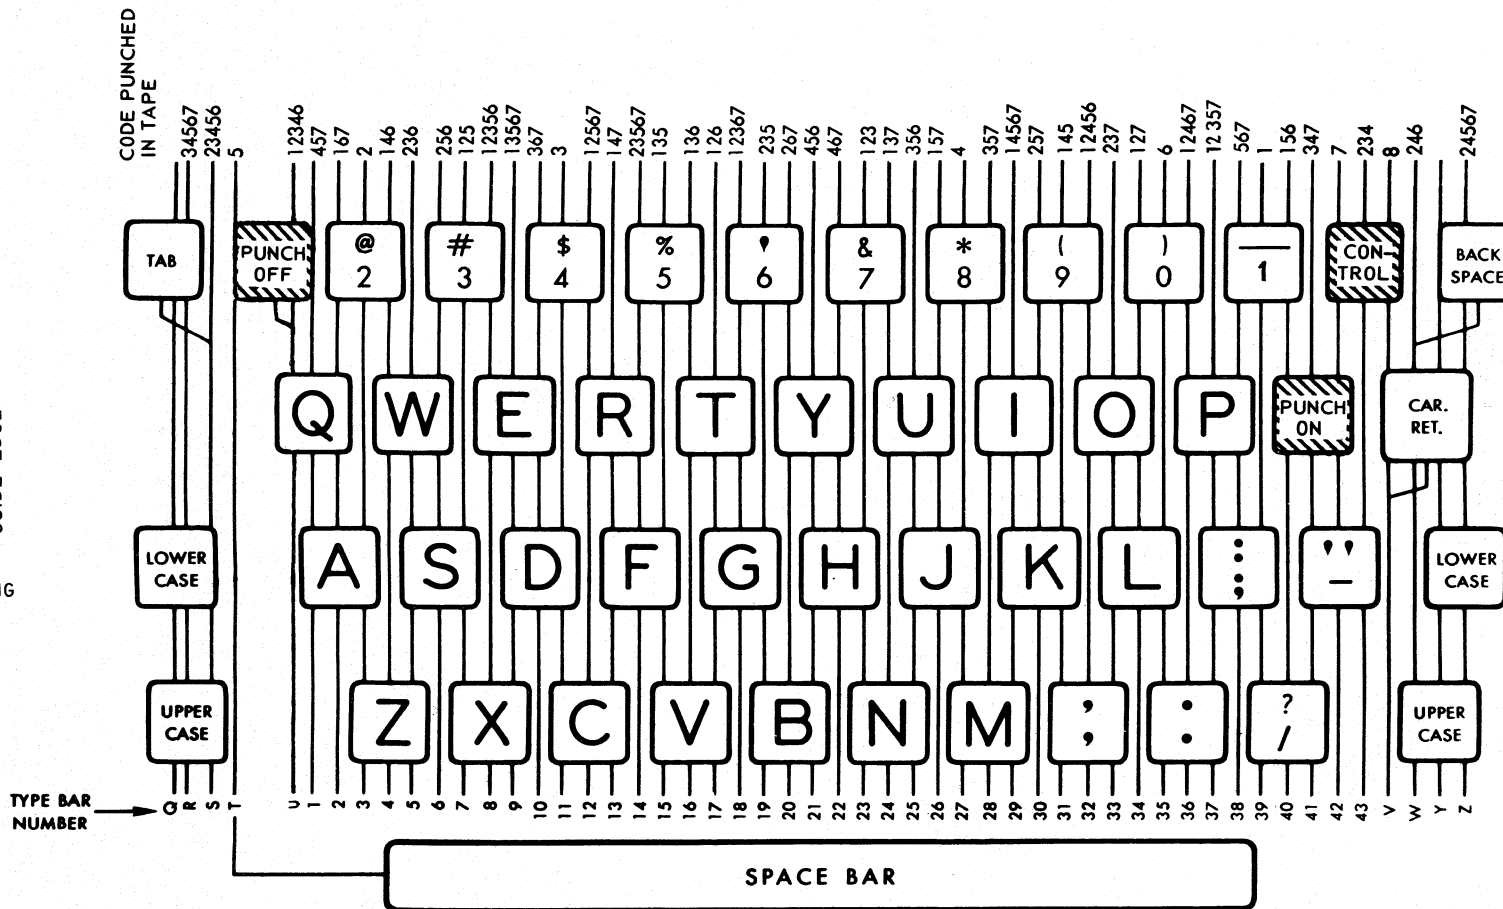 CODE PUNCHED
IN TAPE
34567 23456 5 12346 457 167 2 146 236 256 125 12356 13567 367 3 12567 147 23567 135 136 126 12367 235 267 456 467 123 137 356 157 4 357 14567 257 145 12456 237 127 6 12467 12357 567 1 156 347 7 234 8 246 24567
TAB
PUNCH
OFF
@
2
#
3
$
4
%
5
'
6
&
7
*
8
(
9
)
0
—
1
CON-
TROL
BACK
SPACE
Q W E R T Y U I O P
PUNCH
ON
CAR.
RET.
LOWER
CASE
A S D F G H J K L
:
;
''
–
LOWER
CASE
UPPER
CASE
Z X C V B N M
,
,
.
.
?
/
UPPER
CASE
TYPE BAR
NUMBER
Q R S T U 1 2 3 4 5 6 7 8 9 10 11 12 13 14 15 16 17 18 19 20 21 22 23 24 25 26 27 28 29 30 31 32 33 34 35 36 37 38 39 40 41 42 43 V W Y Z
SPACE BAR